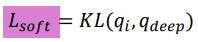 L_soft = KL(q_i, q_deep)